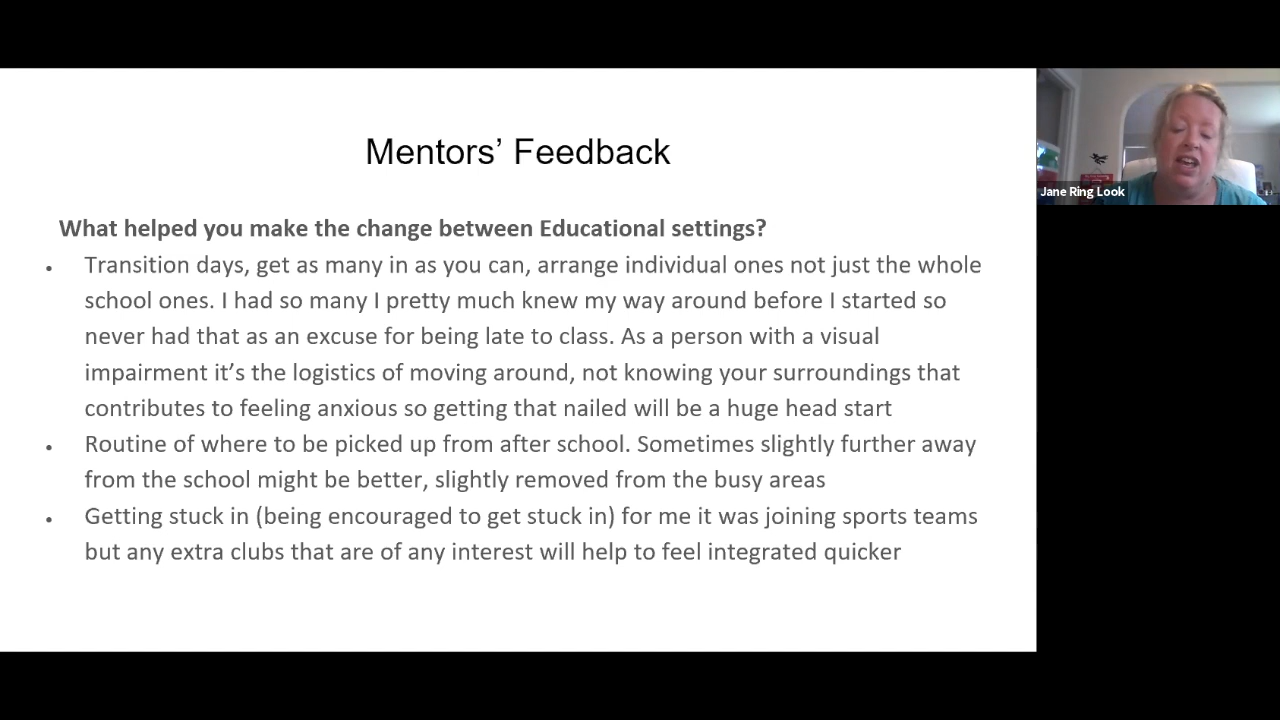 Mentors’ Feedback
Jane Ring Look
What helped you make the change between Educational settings?
• Transition days, get as many in as you can, arrange individual ones not just the whole
school ones. I had so many I pretty much knew my way around before I started so
never had that as an excuse for being late to class. As a person with a visual
impairment it’s the logistics of moving around, not knowing your surroundings that
contributes to feeling anxious so getting that nailed will be a huge head start
• Routine of where to be picked up from after school. Sometimes slightly further away
from the school might be better, slightly removed from the busy areas
• Getting stuck in (being encouraged to get stuck in) for me it was joining sports teams
but any extra clubs that are of any interest will help to feel integrated quicker